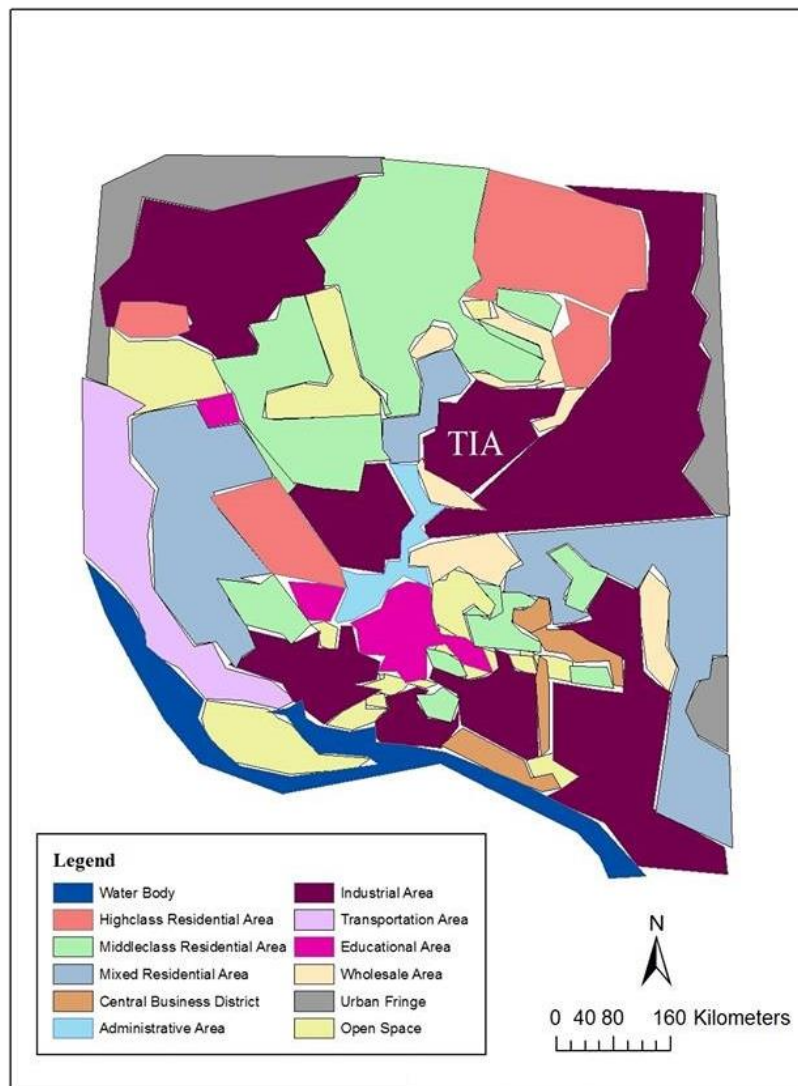 TIA
Legend
Water Body
Highclass Residential Area
Middleclass Residential Area
Mixed Residential Area
Central Business District
Administrative Area
Industrial Area
Transportation Area
Educational Area
Wholesale Area
Urban Fringe
Open Space
N
0 40 80 160 Kilometers